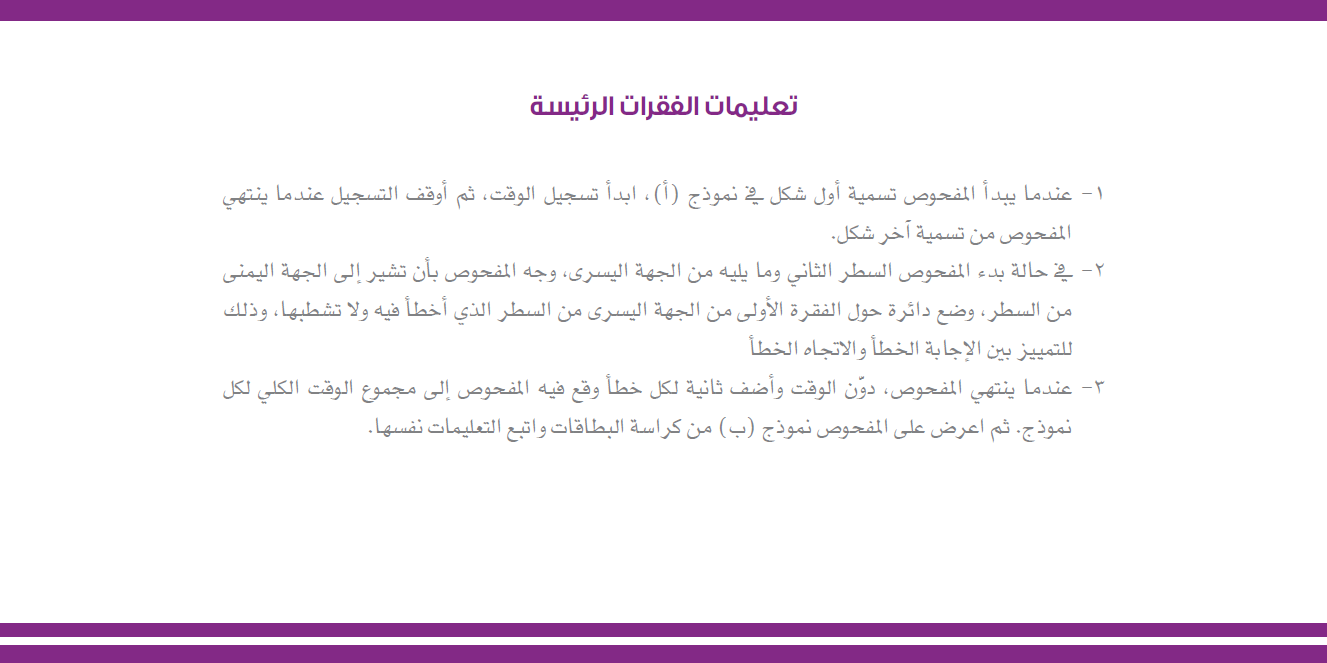 تعليمات الفقرات الرئيسة
١- عندما يبدأ المفحوص تسمية أول شكل في نموذج (أ)، ابدأ تسجيل الوقت، ثم أوقف التسجيل عندما ينتهي
المفحوص من تسمية آخر شكل.
٢- في حالة بدء المفحوص السطر الثاني وما يليه من الجهة اليسرى، وجه المفحوص بأن تشير إلى الجهة اليمنى
من السطر، وضع دائرة حول الفقرة الأولى من الجهة اليسرى من السطر الذي أخطأ فيه ولا تشطبها، وذلك
للتمييز بين الإجابة الخطأ والاتجاه الخطأ
٣- عندما ينتهي المفحوص، دوّن الوقت وأضف ثانية لكل خطأ وقع فيه المفحوص إلى مجموع الوقت الكلي لكل
نموذج. ثم اعرض على المفحوص نموذج (ب) من كراسة البطاقات واتبع التعليمات نفسها.